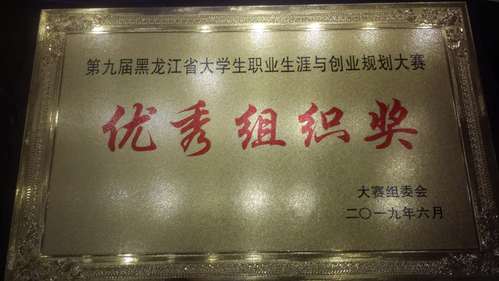 第九届黑龙江省大学生职业生涯与创业规划大赛
优秀组织奖
大赛组委会
二〇一九年六月